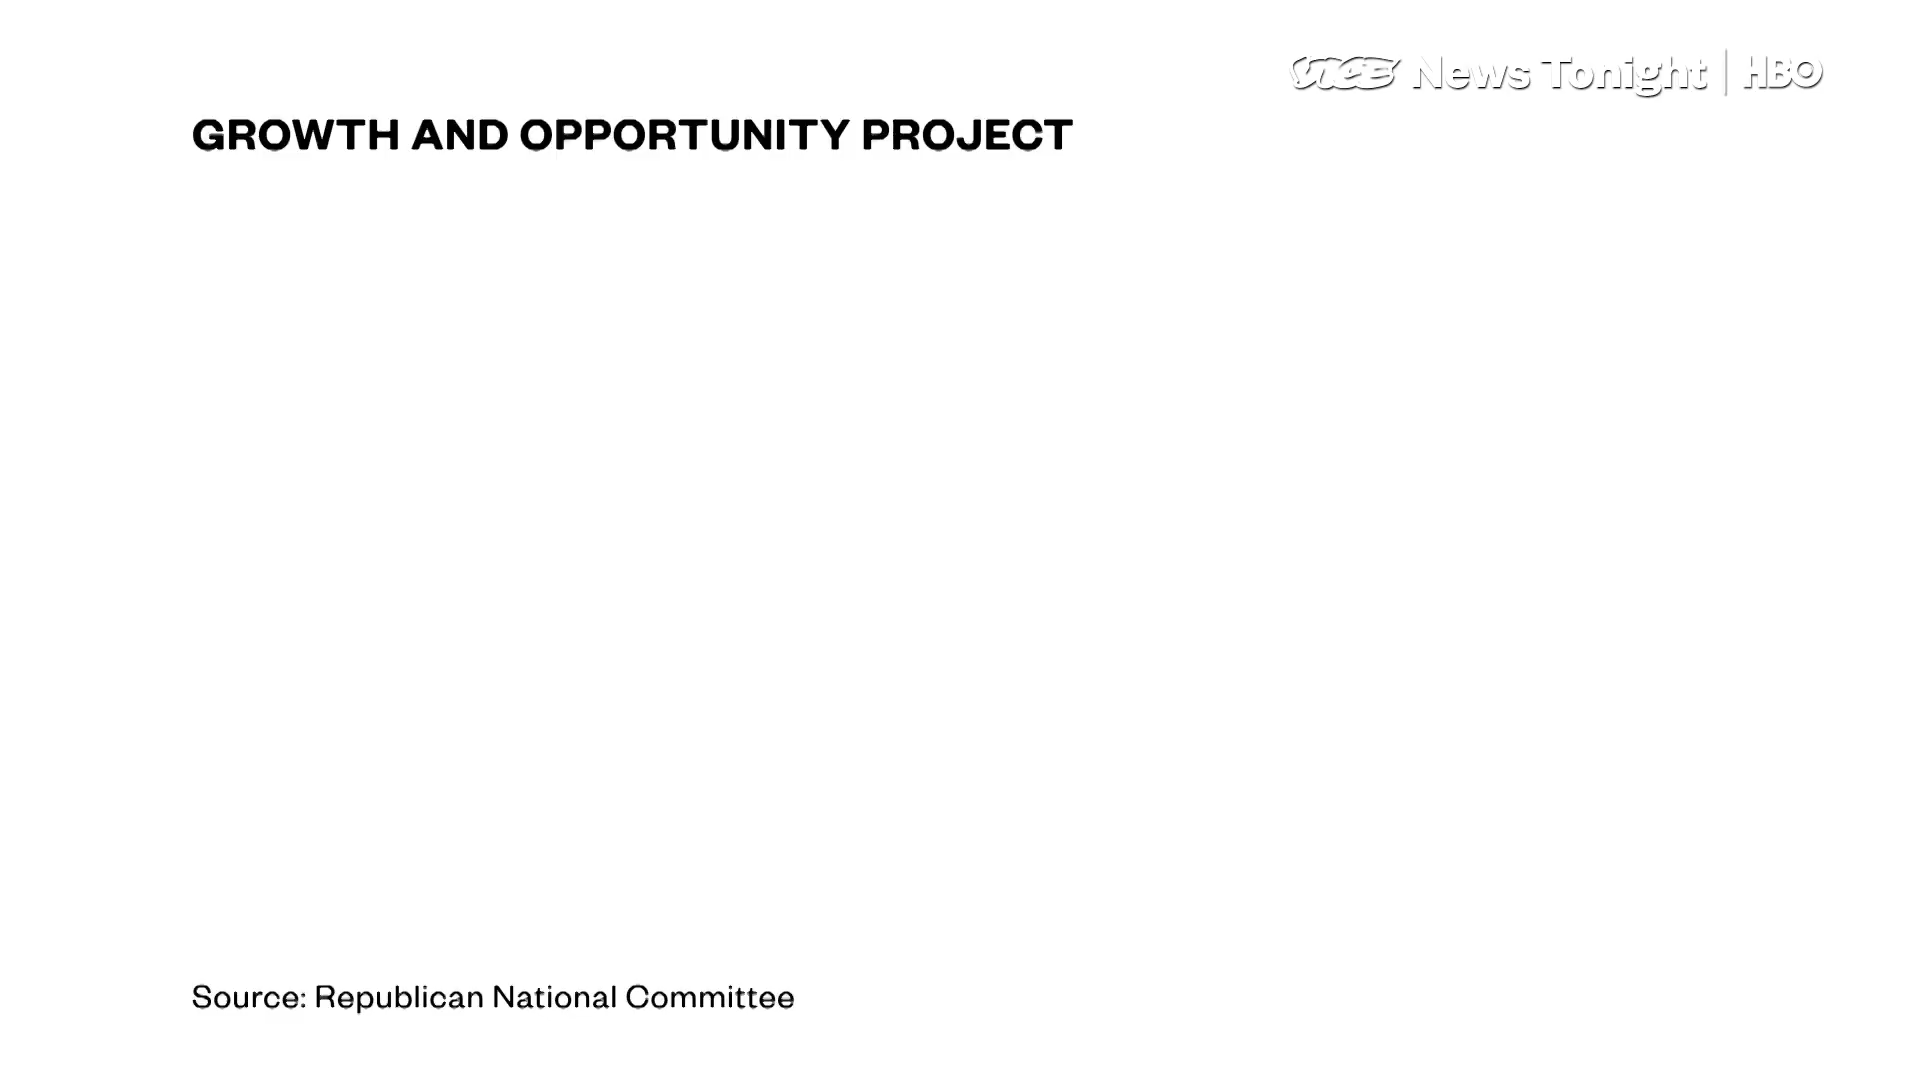 VICE News Tonight | HBO
GROWTH AND OPPORTUNITY PROJECT
Source: Republican National Committee